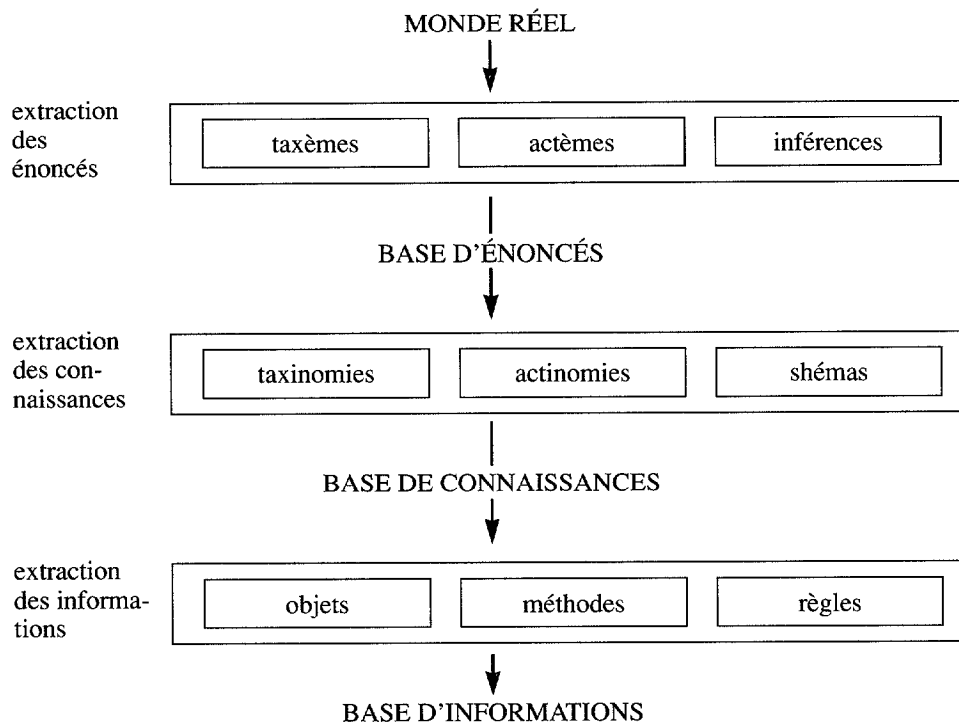 MONDE RÉEL
extraction
des
énoncés
taxèmes
actèmes
inférences
BASE D'ÉNONCÉS
extraction
des con-
naissances
taxinomies
actinomies
shémas
BASE DE CONNAISSANCES
extraction
des informa-
tions
objets
méthodes
règles
BASE D'INFORMATIONS